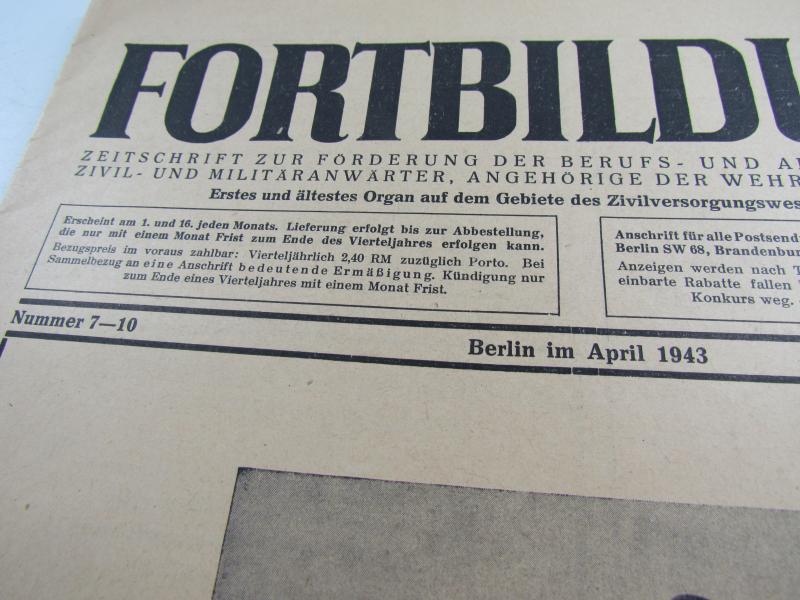 FORTBILDU
ZEITSCHRIFT ZUR FÖRDERUNG DER BERUFS- UND A
ZIVIL- UND MILITÄRANWÄRTER, ANGEHÖRIGE DER WEHR
Erstes und ältestes Organ auf dem Gebiete des Zivilversorgungswes
Erscheint am 1. und 16. jeden Monats. Lieferung erfolgt bis zur Abbestellung,
die nur mit einem Monat Frist zum Ende des Vierteljahres erfolgen kann.
Bezugspreis im voraus zahlbar: Vierteljährlich 2,40 RM zuzüglich Porto. Bei
Sammelbezug an eine Anschrift bedeutende Ermäßigung. Kündigung nur
zum Ende eines Vierteljahres mit einem Monat Frist.
Anschrift für alle Postsend
Berlin SW 68, Brandenbur
Anzeigen werden nach T
einbarte Rabatte fallen
Konkurs weg.
Nummer 7—10
Berlin im April 1943